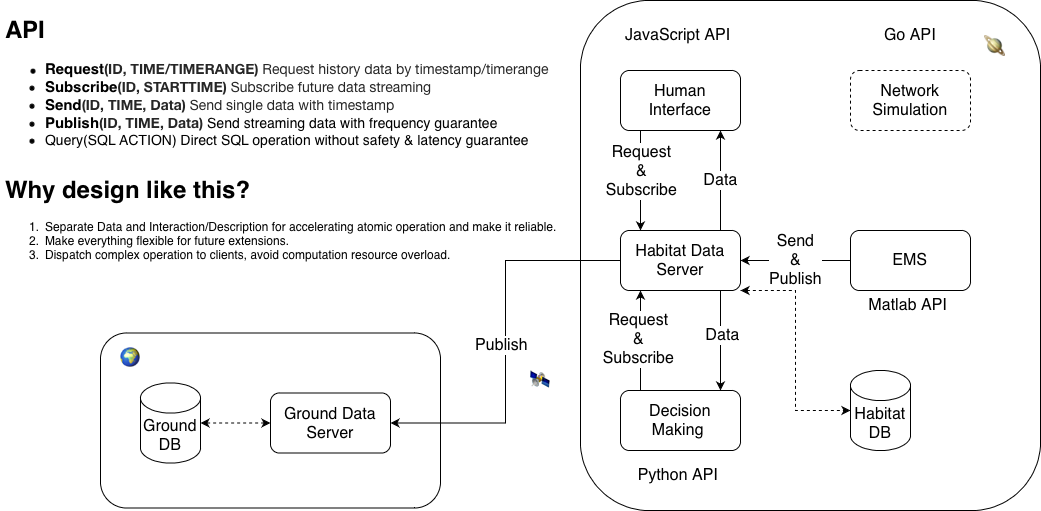 API
• Request(ID, TIME/TIMERANGE) Request history data by timestamp/timerange
• Subscribe(ID, STARTTIME) Subscribe future data streaming
• Send(ID, TIME, Data) Send single data with timestamp
• Publish(ID, TIME, Data) Send streaming data with frequency guarantee
• Query(SQL ACTION) Direct SQL operation without safety & latency guarantee
Why design like this?
1. Separate Data and Interaction/Description for accelerating atomic operation and make it reliable.
2. Make everything flexible for future extensions.
3. Dispatch complex operation to clients, avoid computation resource overload.
JavaScript API
Go API
Human
Interface
Network
Simulation
Request
&
Subscribe
Data
Habitat Data
Server
Send
&
Publish
EMS
Matlab API
Request
&
Subscribe
Data
Publish
Decision
Making
Python API
Habitat
DB
Ground
DB
Ground Data
Server